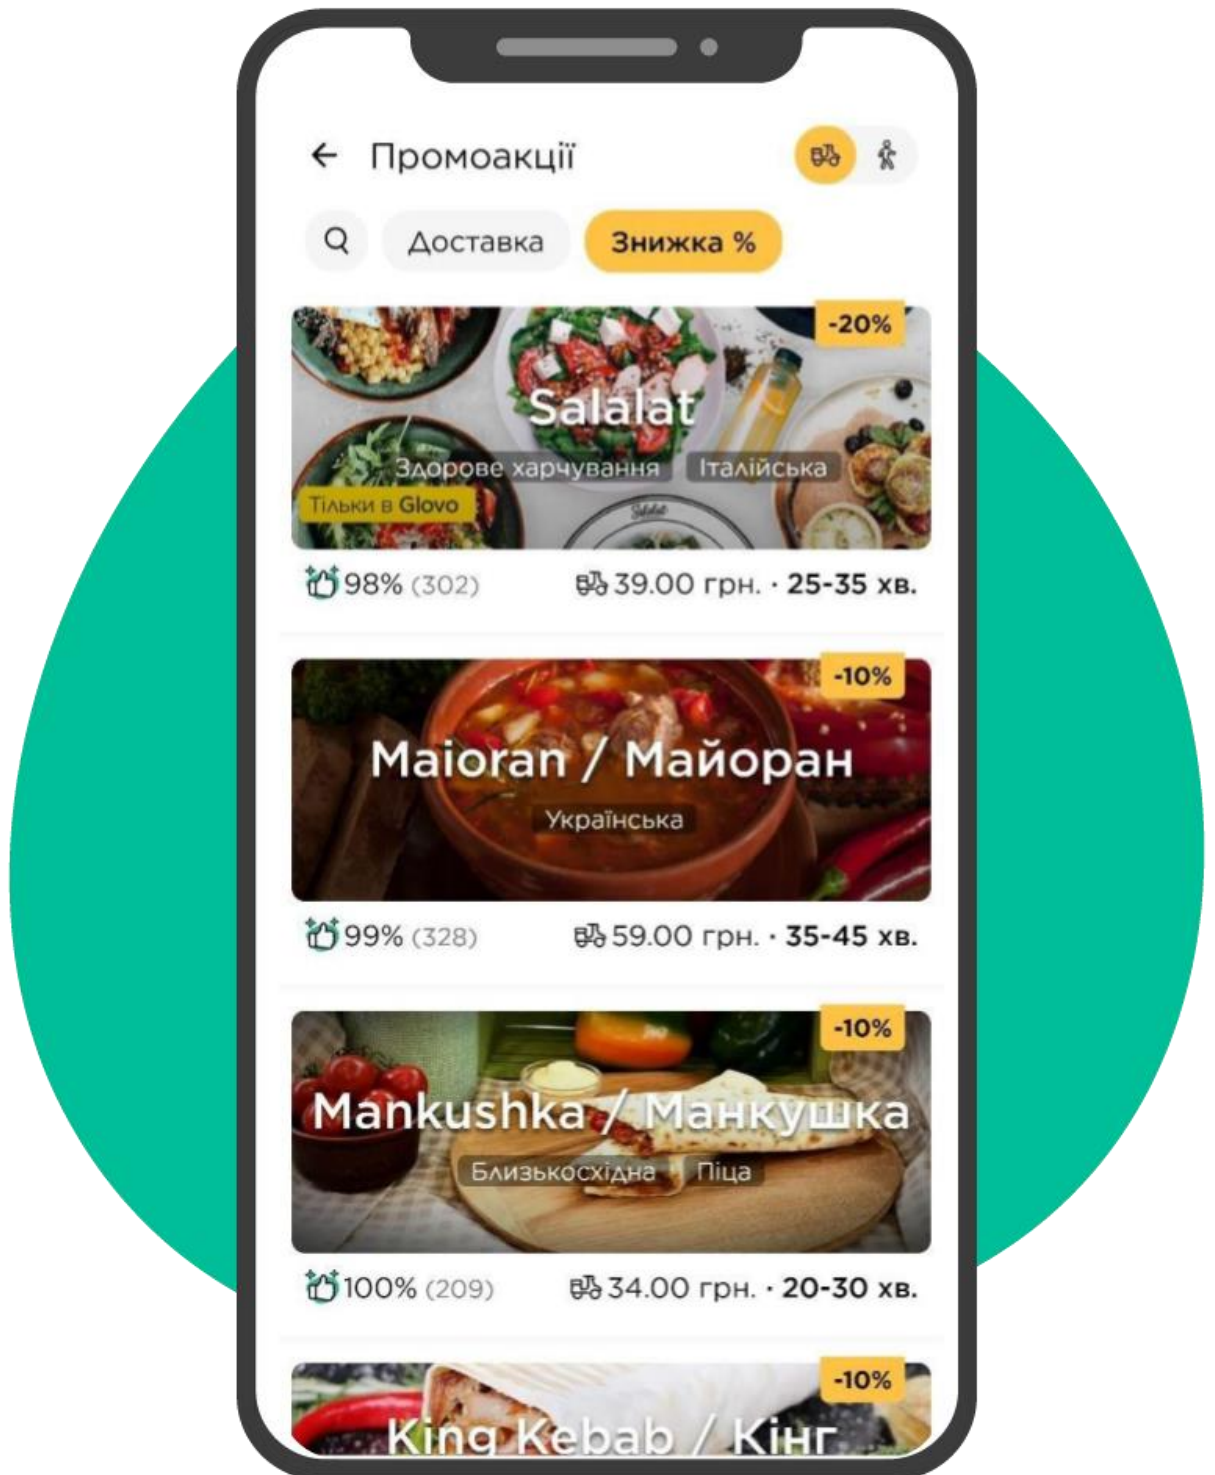 Промоакції
Доставка
Знижка %
-20%
Salalat
Здорове харчування Італійська
Тільки в Glovo
Salalat
98% (302) 39.00 грн. · 25-35 хв.
-10%
Maioran / Майоран
Українська
99% (328) 59.00 грн. · 35-45 хв.
-10%
Mankushka / Манкушка
Близькосхідна Піца
100% (209) 34.00 грн. · 20-30 хв.
-10%
King Kebab / Кінг